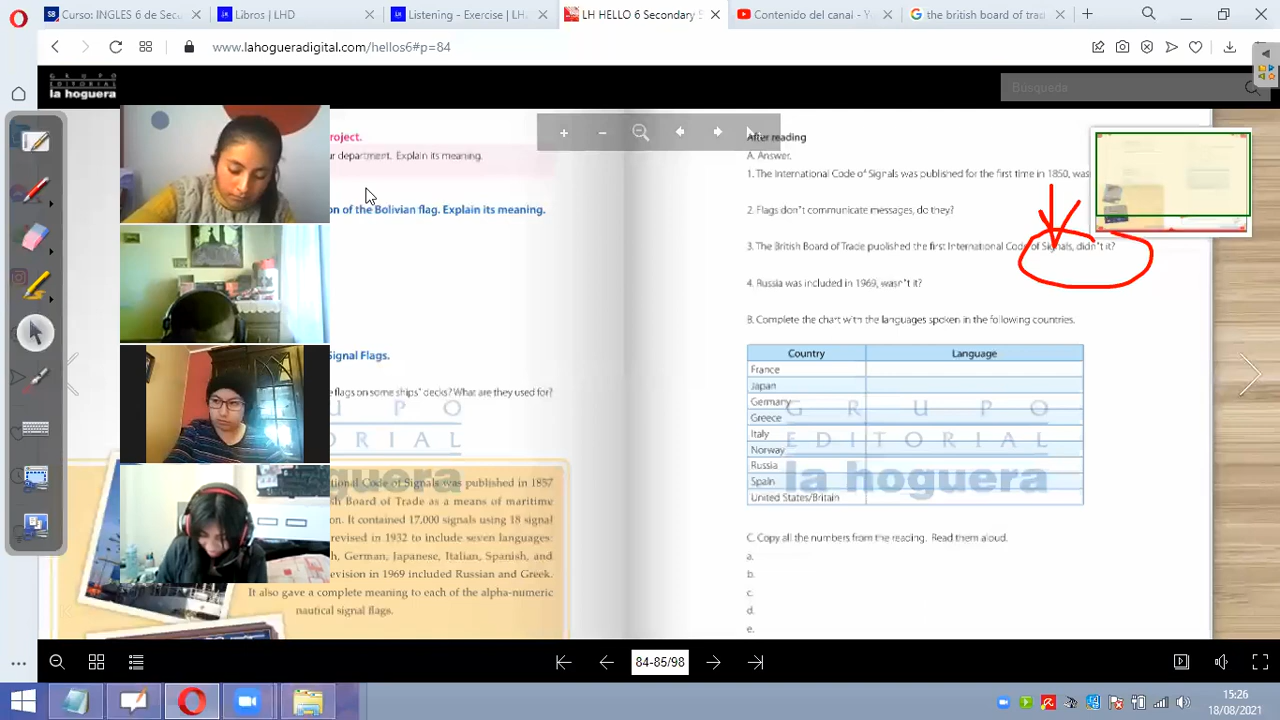 Curso: INGLES 6 de Sec
Libros | LHD
Listening - Exercise | LH
LH HELLO 6 Secondary S
Contenido del canal - Yo
the british board of trad
www.lahogueradigital.com/hellos6#p=84
GRUPO
EDITORIAL
la hoguera
Búsqueda
roject.
ur department. Explain its meaning.
on of the Bolivian flag. Explain its meaning.
Signal Flags.
flags on some ships" decks? What are they used for?
tional Code of Signals was published in 1857
sh Board of Trade as a means of maritime
on. It contained 17,000 signals using 18 signal
revised in 1932 to include seven languages:
h, German, Japanese, Italian, Spanish, and
evision in 1969 included Russian and Greek.
It also gave a complete meaning to each of the alpha-numeric
nautical signal flags.
After reading
A. Answer.
1. The International Code of Signals was published for the first time in 1850, was
2. Flags don"t communicate messages, do they?
3. The British Board of Trade published the first International Code of Signals, didn"t it?
4. Russia was included in 1969, wasn"t it?
B. Complete the chart with the languages spoken in the following countries.
Country Language
France
Japan
Germany
Greece
Italy
Norway
Russia
Spain
United States/Britain
GRUPO
EDITORIAL
la hoguera
C. Copy all the numbers from the reading. Read them aloud.
a.
b.
c.
d.
e.
84-85/98
15:26
18/08/2021